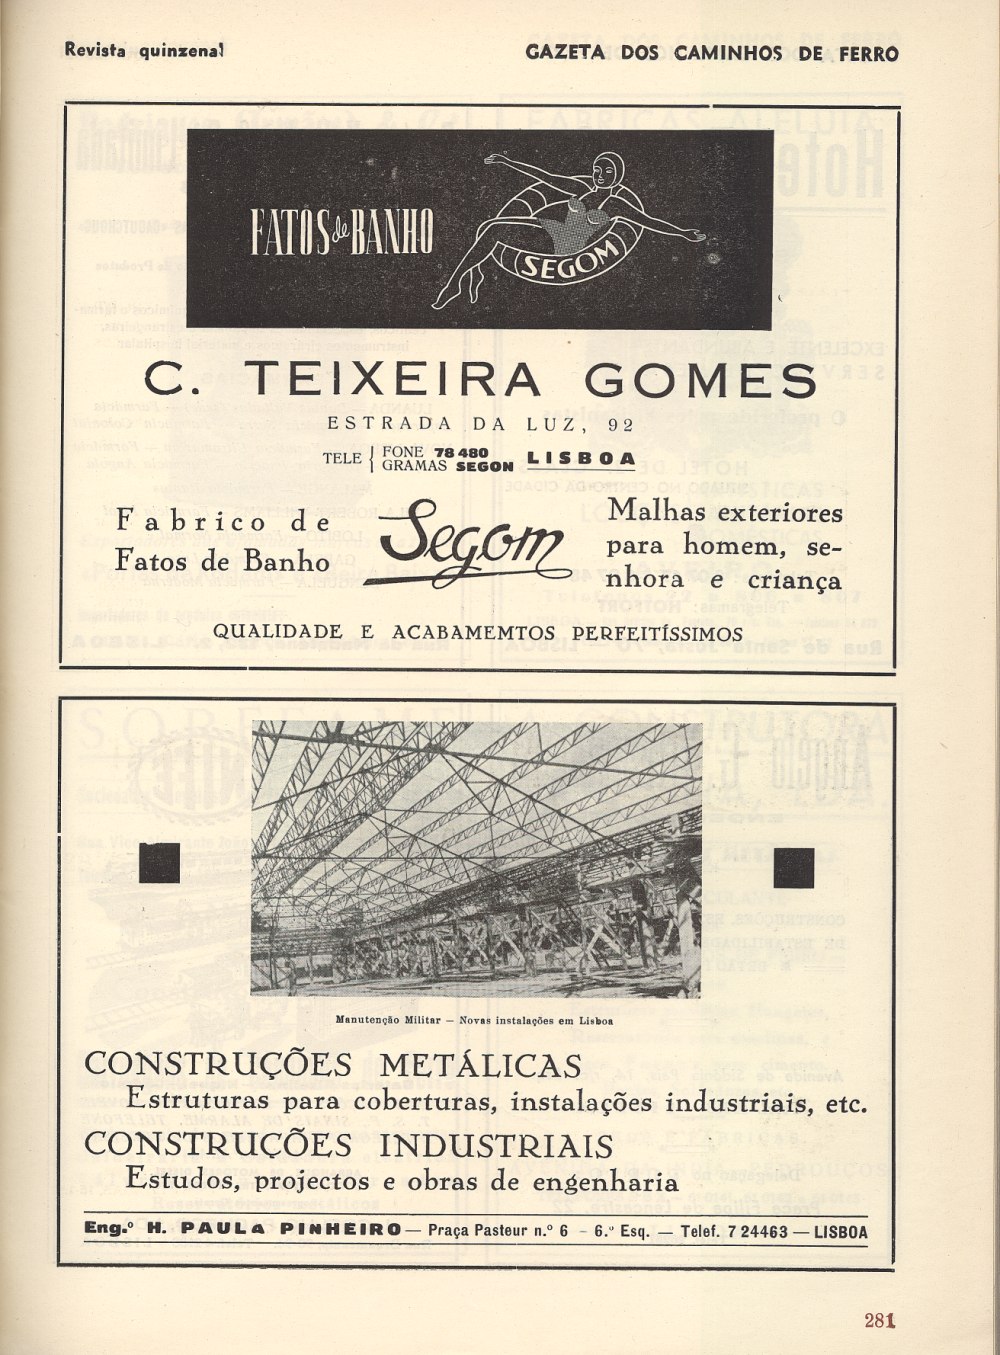 Revista quinzenal
GAZETA DOS CAMINHOS DE FERRO
FATOS de BANHO
SEGOM
C. TEIXEIRA GOMES
ESTRADA DA LUZ, 92
TELE } FONE 78 480
GRAMAS SEGON
LISBOA
Fabrico de
Fatos de Banho
Segom
Malhas exteriores
para homem, se-
nhora e criança
QUALIDADE E ACABAMEMTOS PERFEITÍSSIMOS
Manutenção Militar — Novas instalações em Lisboa
CONSTRUÇÕES METÁLICAS
Estruturas para coberturas, instalações industriais, etc.
CONSTRUÇÕES INDUSTRIAIS
Estudos, projectos e obras de engenharia
Eng.º H. PAULA PINHEIRO — Praça Pasteur n.º 6 - 6.º Esq. — Telef. 7 24463 — LISBOA
281